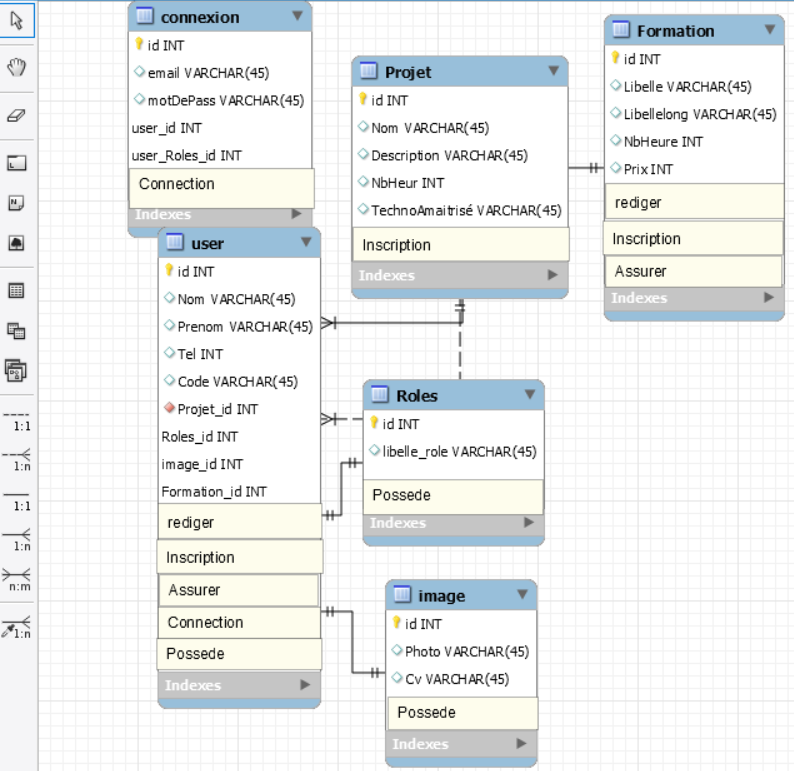 connexion
id INT
email VARCHAR(45)
motDePass VARCHAR(45)
user_id INT
user_Roles_id INT
Connection
Indexes
Projet
id INT
Nom VARCHAR(45)
Description VARCHAR(45)
NbHeur INT
TechnoAmaitrisé VARCHAR(45)
Inscription
Indexes
Formation
id INT
Libelle VARCHAR(45)
Libellelong VARCHAR(45)
NbHeure INT
Prix INT
rediger
Inscription
Assurer
Indexes
user
id INT
Nom VARCHAR(45)
Prenom VARCHAR(45)
Tel INT
Code VARCHAR(45)
Projet_id INT
Roles_id INT
image_id INT
Formation_id INT
rediger
Inscription
Assurer
Connection
Possede
Indexes
Roles
id INT
libelle_role VARCHAR(45)
Possede
Indexes
image
id INT
Photo VARCHAR(45)
Cv VARCHAR(45)
Possede
Indexes
1:1
1:n
1:1
1:n
n:m
1:n